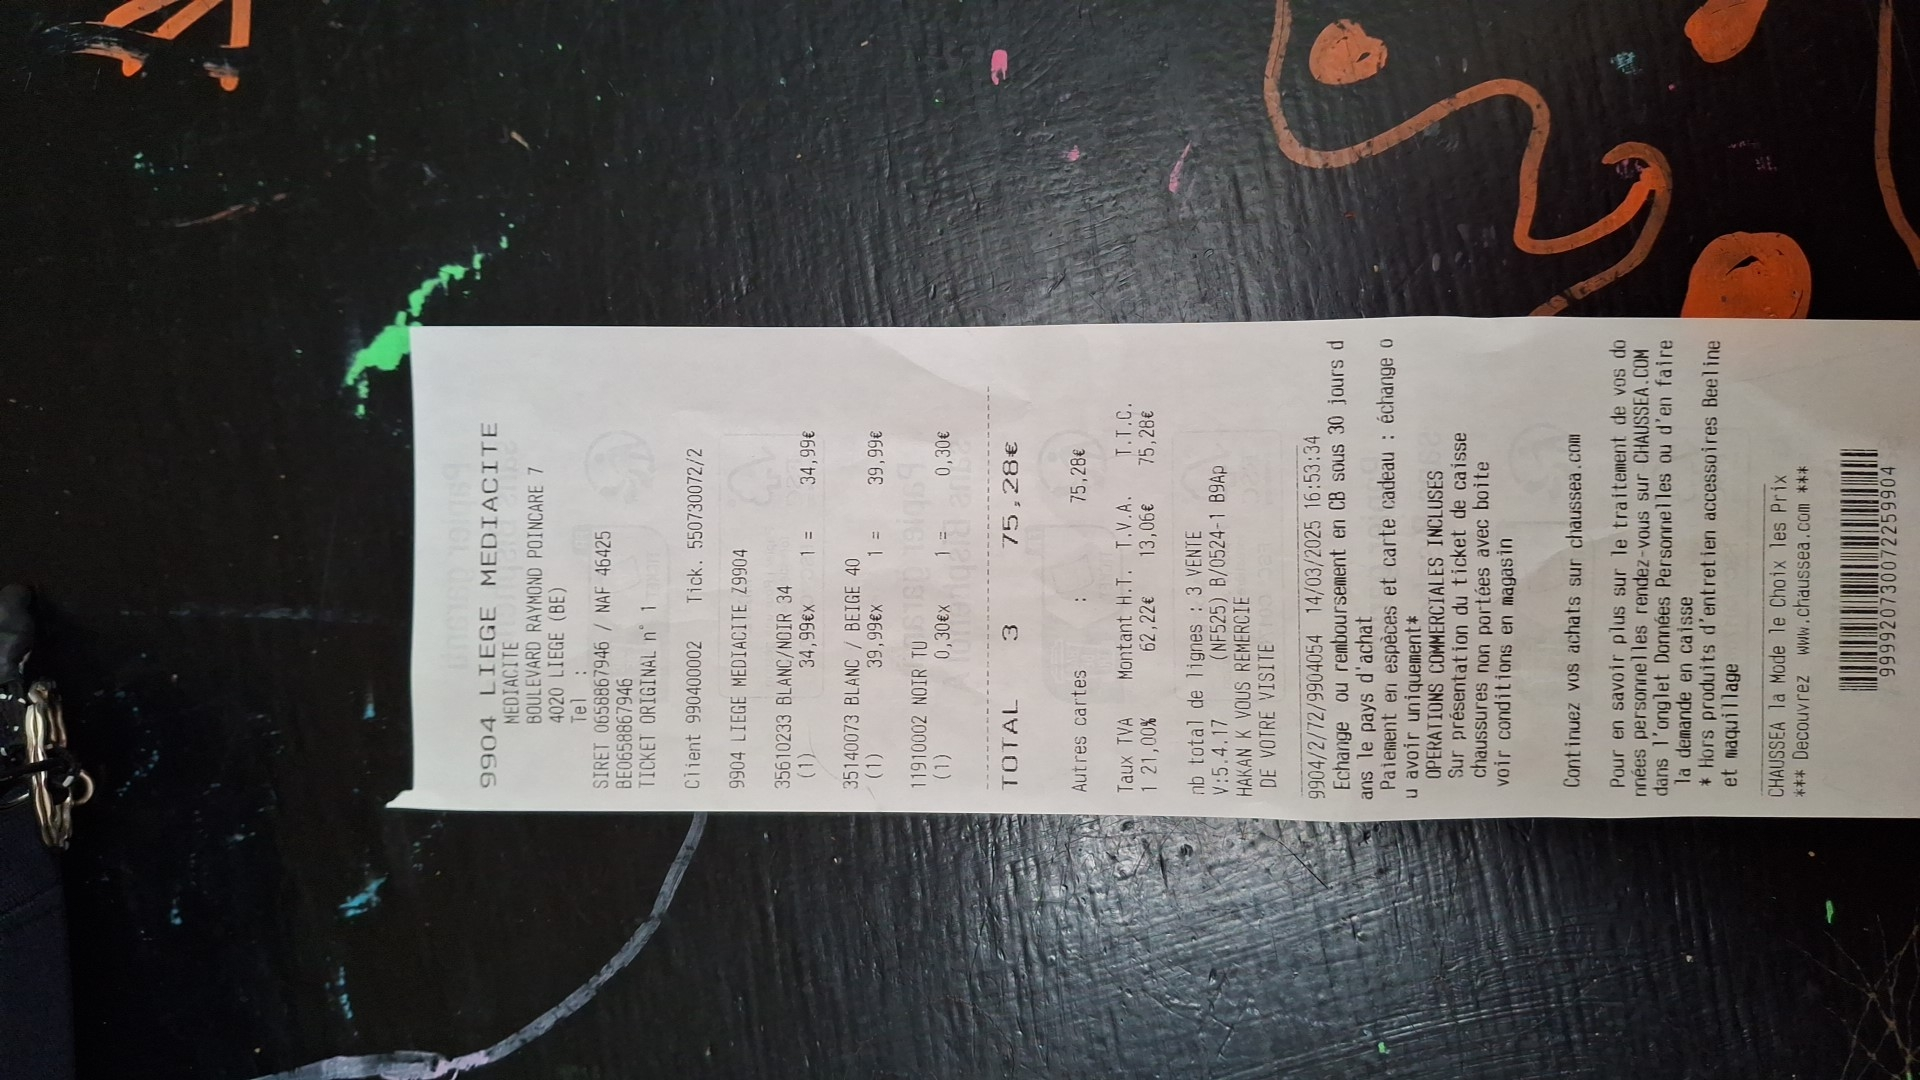 9904 LIEGE MEDIACITE
MEDIACITE
BOULEVARD RAYMOND POINCARE 7
4020 LIEGE (BE)
Tel :
SIRET 0658867946 / NAF 46425
BE0658867946
TICKET ORIGINAL n° 1
Client 990400002 Tick. 550730072/2
9904 LIEGE MEDIACITE,Z9904
35610233 BLANC/NOIR 34
(1) 34,99€x 1 = 34,99€
35140073 BLANC / BEIGE 40
(1) 39,99€x 1 = 39,99€
11910002 NOIR TU
(1) 0,30€x 1 = 0,30€
TOTAL 3 75,28€
Autres cartes : 75,28€
Taux TVA Montant H.T. T.V.A. T.T.C.
1 21,00% 62,22€ 13,06€ 75,28€
nb total de lignes : 3 VENTE
V:5.4.17 (NF525) B/0524-1 B9Ap
HAKAN K VOUS REMERCIE
DE VOTRE VISITE
9904/2/72/9904054 14/03/2025 16:53:34
Echange ou remboursement en CB sous 30 jours d
ans le pays d'achat
Paiement en espèces et carte cadeau : échange o
u avoir uniquement*
OPERATIONS COMMERCIALES INCLUSES
Sur présentation du ticket de caisse
chaussures non portées avec boîte
voir conditions en magasin
Continuez vos achats sur chaussea.com
Pour en savoir plus sur le traitement de vos do
nnées personnelles rendez-vous sur CHAUSSEA.COM
dans l'onglet Données Personnelles ou d'en faire
la demande en caisse
* Hors produits d'entretien accessoires Beeline
et maquillage
CHAUSSEA la Mode le Choix les Prix
*** Decouvrez www.chaussea.com ***
999920730072259904